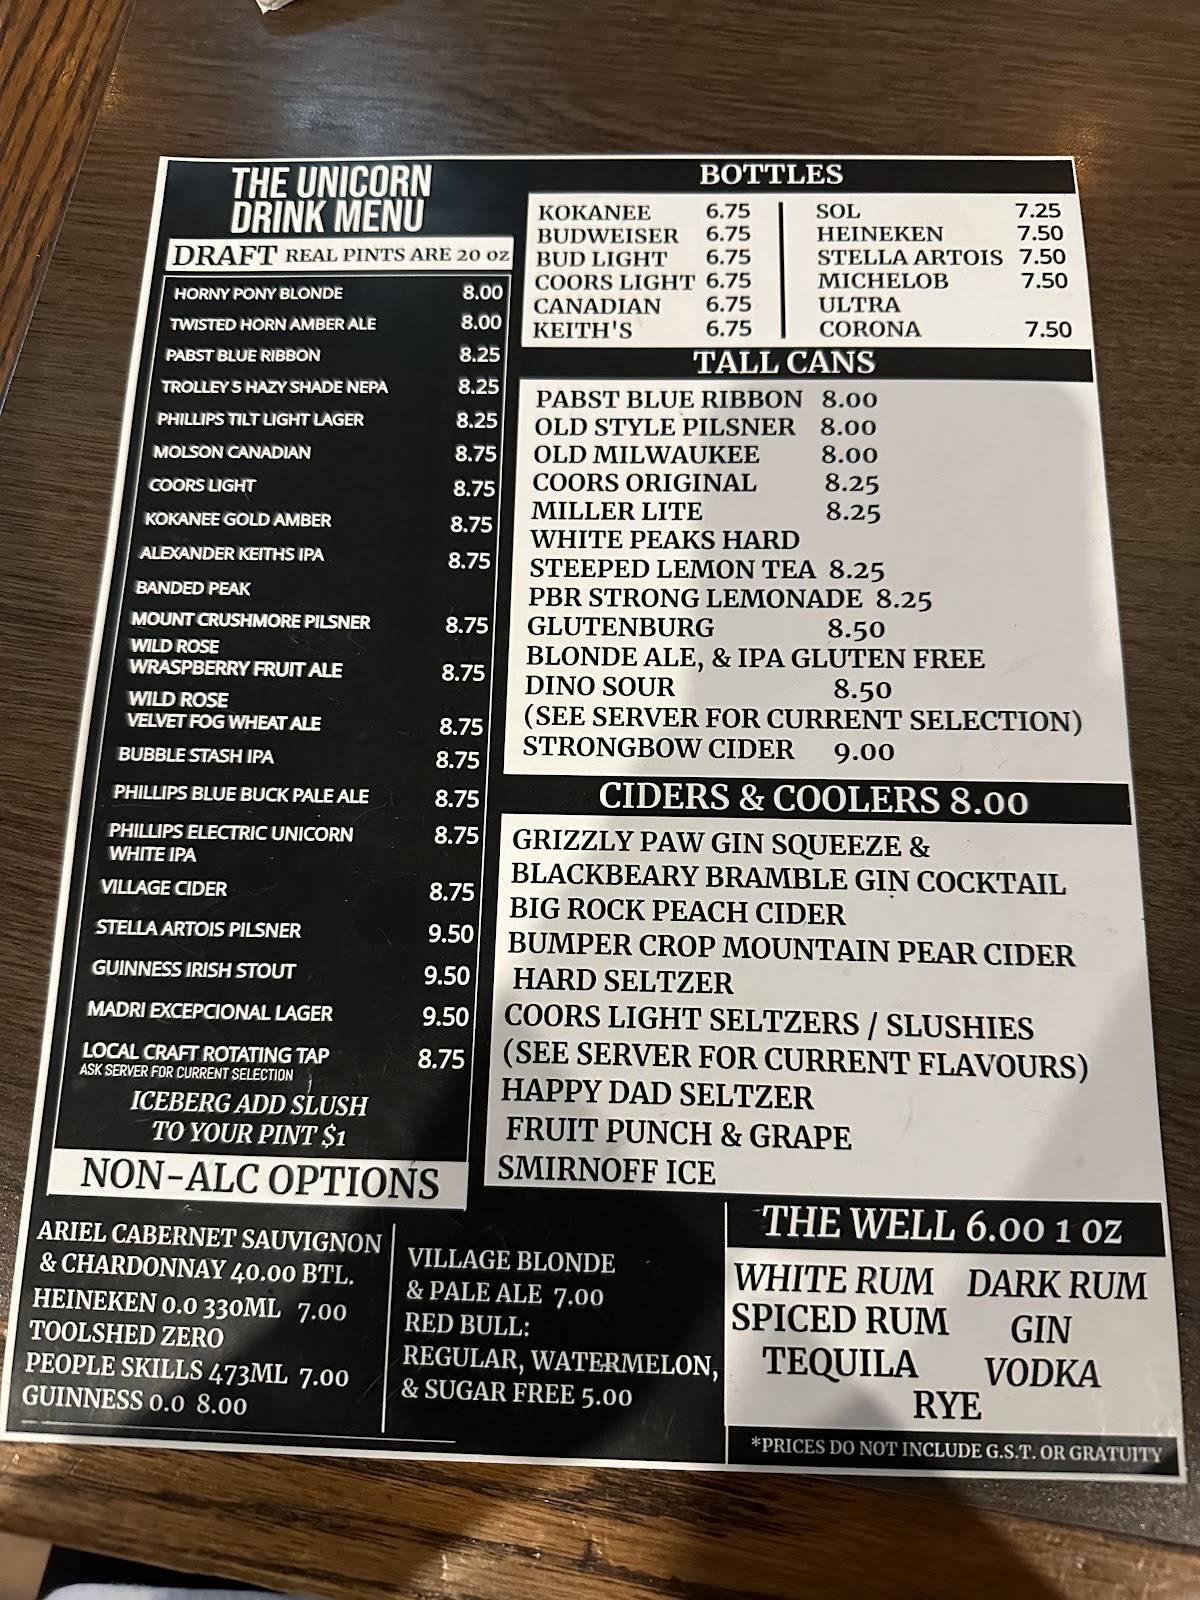 THE UNICORN
DRINK MENU
DRAFT REAL PINTS ARE 20 OZ
HORNY PONY BLONDE 8.00
TWISTED HORN AMBER ALE 8.00
PABST BLUE RIBBON 8.25
TROLLEY 5 HAZY SHADE NEPA 8.25
PHILLIPS TILT LIGHT LAGER 8.25
MOLSON CANADIAN 8.75
COORS LIGHT 8.75
KOKANEE GOLD AMBER 8.75
ALEXANDER KEITHS IPA 8.75
BANDED PEAK
MOUNT CRUSHMORE PILSNER 8.75
WILD ROSE
WRASPBERRY FRUIT ALE 8.75
WILD ROSE
VELVET FOG WHEAT ALE 8.75
BUBBLE STASH IPA 8.75
PHILLIPS BLUE BUCK PALE ALE 8.75
PHILLIPS ELECTRIC UNICORN 8.75
WHITE IPA
VILLAGE CIDER 8.75
STELLA ARTOIS PILSNER 9.50
GUINNESS IRISH STOUT 9.50
MADRI EXCEPCIONAL LAGER 9.50
LOCAL CRAFT ROTATING TAP 8.75
ASK SERVER FOR CURRENT SELECTION
ICEBERG ADD SLUSH
TO YOUR PINT $1
BOTTLES
KOKANEE 6.75
BUDWEISER 6.75
BUD LIGHT 6.75
COORS LIGHT 6.75
CANADIAN 6.75
KEITH'S 6.75
SOL 7.25
HEINEKEN 7.50
STELLA ARTOIS 7.50
MICHELOB 7.50
ULTRA
CORONA 7.50
TALL CANS
PABST BLUE RIBBON 8.00
OLD STYLE PILSNER 8.00
OLD MILWAUKEE 8.00
COORS ORIGINAL 8.25
MILLER LITE 8.25
WHITE PEAKS HARD
STEEPED LEMON TEA 8.25
PBR STRONG LEMONADE 8.25
GLUTENBURG 8.50
BLONDE ALE, & IPA GLUTEN FREE
DINO SOUR 8.50
(SEE SERVER FOR CURRENT SELECTION)
STRONGBOW CIDER 9.00
CIDERS & COOLERS 8.00
GRIZZLY PAW GIN SQUEEZE &
BLACKBEARY BRAMBLE GIN COCKTAIL
BIG ROCK PEACH CIDER
BUMPER CROP MOUNTAIN PEAR CIDER
HARD SELTZER
COORS LIGHT SELTZERS / SLUSHIES
(SEE SERVER FOR CURRENT FLAVOURS)
HAPPY DAD SELTZER
FRUIT PUNCH & GRAPE
SMIRNOFF ICE
NON-ALC OPTIONS
ARIEL CABERNET SAUVIGNON
& CHARDONNAY 40.00 BTL.
HEINEKEN 0.0 330ML 7.00
TOOLSHED ZERO
PEOPLE SKILLS 473ML 7.00
GUINNESS 0.0 8.00
VILLAGE BLONDE
& PALE ALE 7.00
RED BULL:
REGULAR, WATERMELON,
& SUGAR FREE 5.00
THE WELL 6.00 1 OZ
WHITE RUM DARK RUM
SPICED RUM GIN
TEQUILA VODKA
RYE
*PRICES DO NOT INCLUDE G.S.T. OR GRATUITY